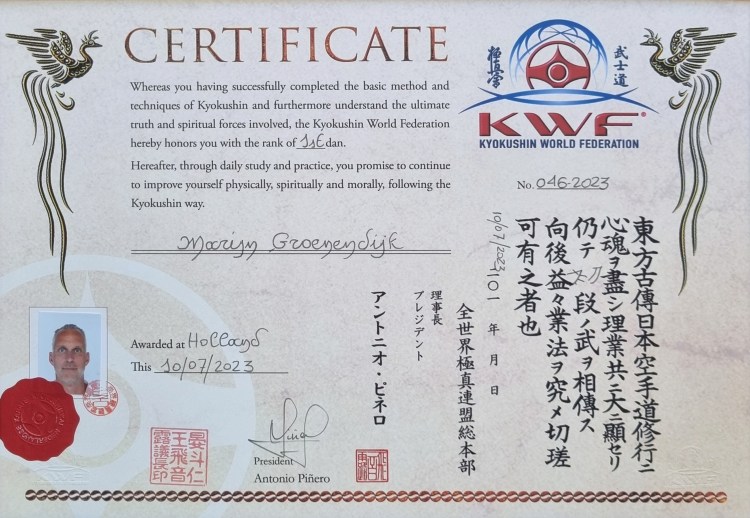 CERTIFICATE
Whereas you having successfully completed the basic method and
techniques of Kyokushin and furthermore understand the ultimate
truth and spiritual forces involved, the Kyokushin World Federation
hereby honors you with the rank of 1st dan.
Hereafter, through daily study and practice, you promise to continue
to improve yourself physically, spiritually and morally, following the
Kyokushin way.
Marijn Groenendijk
Awarded at Holland
This 10/07/2023
President
Antonio Piñero
極真会
武士道
KWF®
KYOKUSHIN WORLD FEDERATION
No. 046-2023
東方古傳日本空手道修行ニ
心魂ヲ盡シ理業共ニ大ニ顯セリ
仍テ
段ノ武ヲ相傳ス
向後益々業法ヲ究メ切瑳
可有之者也
10/07/2023
年月日
全世界極真連盟総本部
理事長
プレジデント
アントニオ・ピネロ